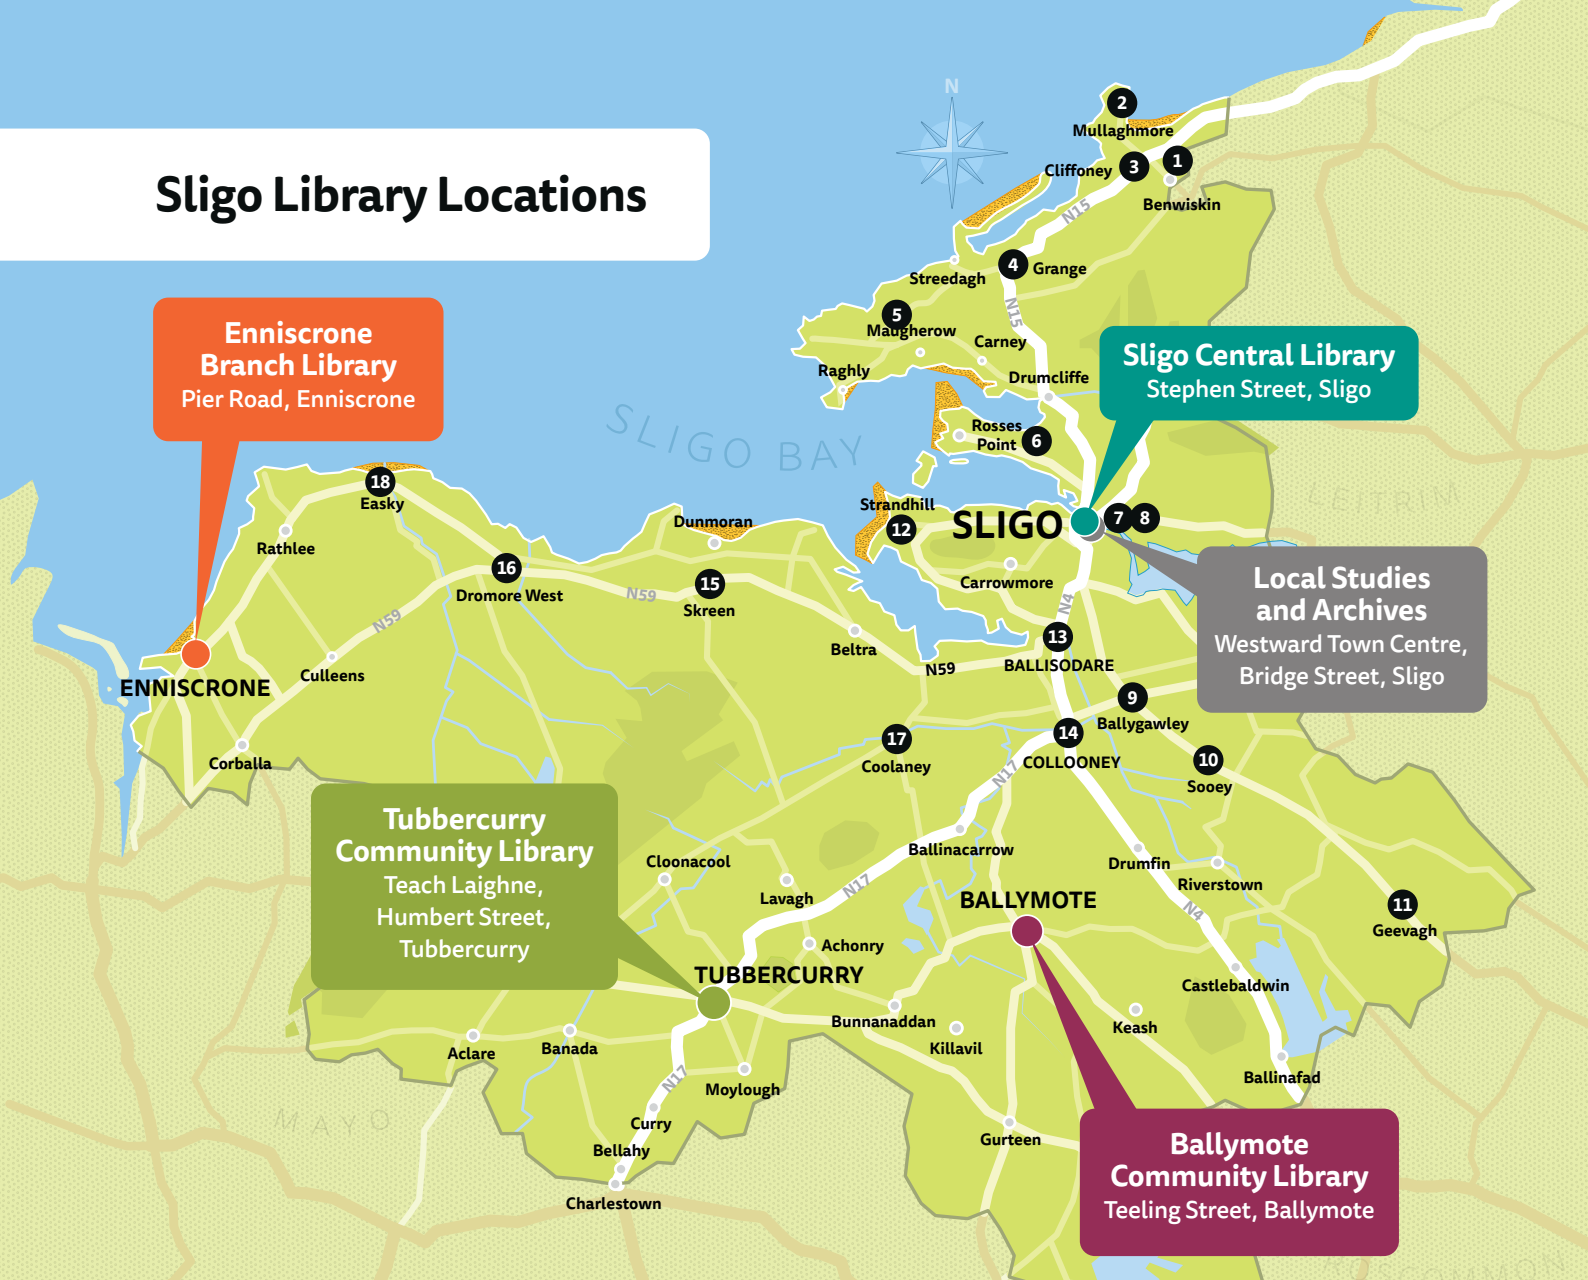 N
2
Mullaghmore
Cliffoney
3
1
Benwiskin
N15
Sligo Library Locations
Streedagh
4
Grange
N15
5
Maugherow
Carney
Raghly
Drumcliffe
Enniscrone
Branch Library
Pier Road, Enniscrone
Sligo Central Library
Stephen Street, Sligo
SLIGO BAY
Rosses
Point
6
18
Easky
Strandhill
12
SLIGO
7
8
Dunmoran
Rathlee
16
Dromore West
N59
15
Skreen
Carrowmore
N4
Local Studies
and Archives
Westward Town Centre,
Bridge Street, Sligo
N59
Beltra
N59
13
BALLISODARE
ENNISCRONE
Culleens
9
Ballygawley
17
Coolaney
14
COLLOONEY
N17
10
Sooey
Corballa
Tubbercurry
Community Library
Teach Laighne,
Humbert Street,
Tubbercurry
Cloonacool
Ballinacarrow
Drumfin
Riverstown
Lavagh
N17
BALLYMOTE
N4
11
Geevagh
Achonry
TUBBERCURRY
Castlebaldwin
Bunnanaddan
Keash
Killavil
Aclare
Banada
Ballinafad
N17
Moylough
MAYO
Curry
Gurteen
Bellahy
Charlestown
Ballymote
Community Library
Teeling Street, Ballymote
ROSCOMMON